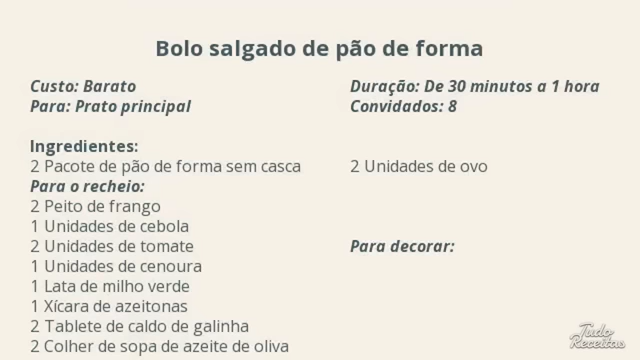 Bolo salgado de pão de forma
Custo: Barato
Para: Prato principal
Duração: De 30 minutos a 1 hora
Convidados: 8
Ingredientes:
2 Pacote de pão de forma sem casca
Para o recheio:
2 Peito de frango
1 Unidades de cebola
2 Unidades de tomate
1 Unidades de cenoura
1 Lata de milho verde
1 Xícara de azeitonas
2 Tablete de caldo de galinha
2 Colher de sopa de azeite de oliva
2 Unidades de ovo
Para decorar:
Tudo
Receitas